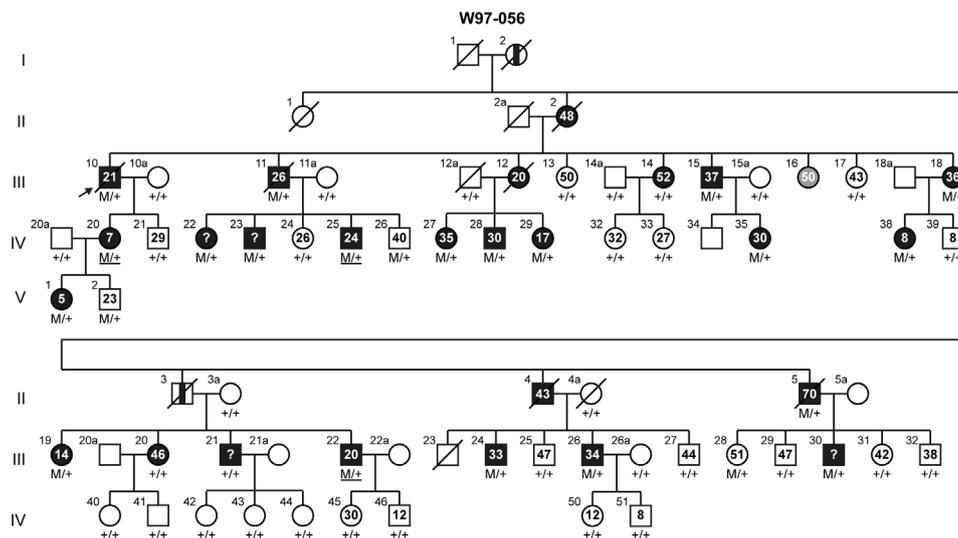 W97-056
I
1 2
II
1 2a 2
48
III
10 10a 11 11a 12a 12 13 14a 14 15 15a 16 17 18a 18
21 26 20 50 52 37 50 43 36
M/+ +/+ M/+ +/+ +/+ M/+ +/+ +/+ +/+ M/+ +/+ +/+ M/+
IV
20a 20 21 22 23 24 25 26 27 28 29 32 33 34 35 38 39
7 29 ? ? 26 24 40 35 30 17 32 27 30 8 8
+/+ M/+ +/+ M/+ M/+ +/+ M/+ M/+ M/+ M/+ M/+ +/+ +/+ M/+ M/+ +/+
V
1 2
5 23
M/+ M/+
II
3 3a 4 4a 5 5a
43 70
+/+ +/+ M/+
III
19 20a 20 21 21a 22 22a 23 24 25 26 26a 27 28 29 30 31 32
14 46 ? 20 33 47 34 44 51 47 ? 42 38
M/+ +/+ +/+ M/+ M/+ +/+ M/+ +/+ +/+ M/+ +/+ M/+ +/+ +/+
IV
40 41 42 43 44 45 46 50 51
30 12 12 8
+/+ +/+ +/+ +/+ +/+ +/+ +/+ +/+